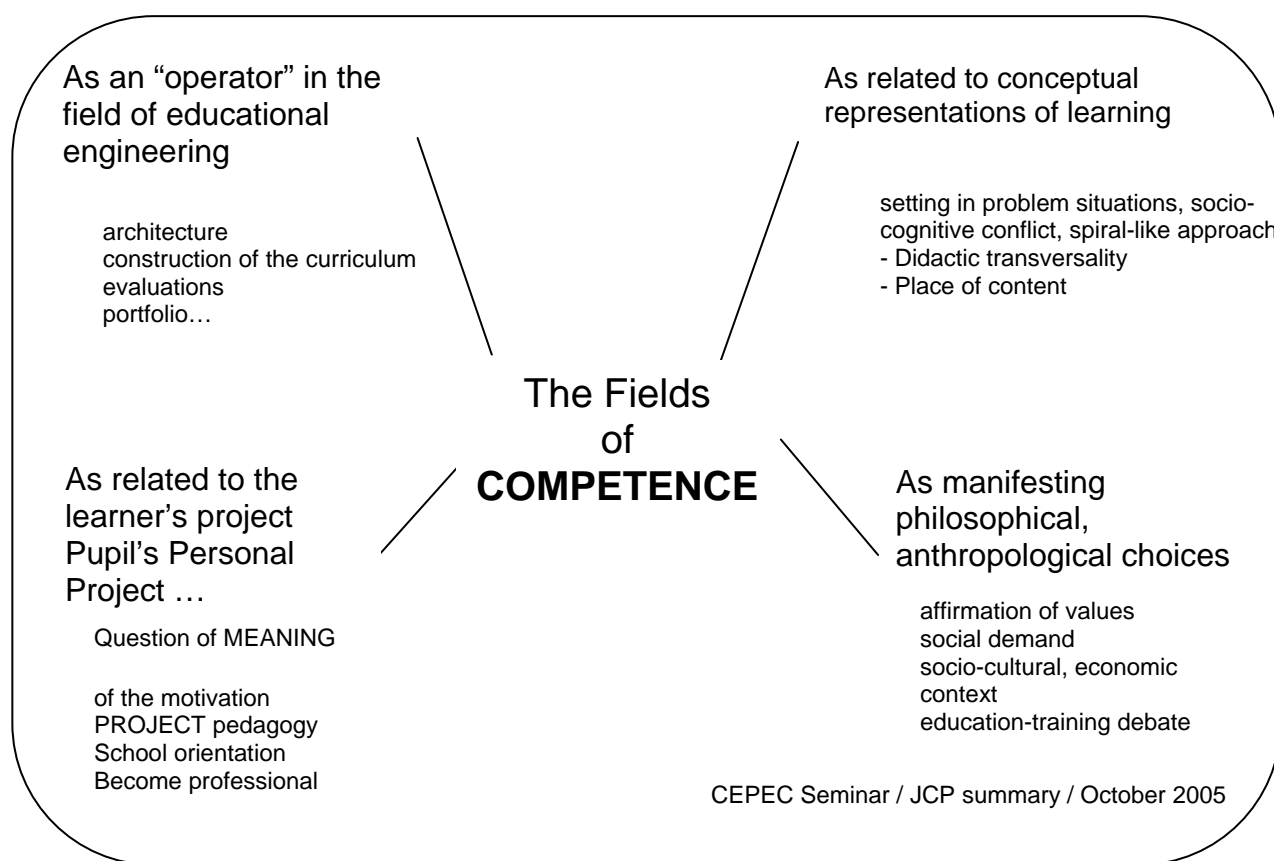 As an “operator” in the
field of educational
engineering
architecture
construction of the curriculum
evaluations
portfolio…
As related to conceptual
representations of learning
setting in problem situations, socio-
cognitive conflict, spiral-like approach
- Didactic transversality
- Place of content
The Fields
of
COMPETENCE
As related to the
learner’s project
Pupil’s Personal
Project …
Question of MEANING
of the motivation
PROJECT pedagogy
School orientation
Become professional
As manifesting
philosophical,
anthropological choices
affirmation of values
social demand
socio-cultural, economic
context
education-training debate
CEPEC Seminar / JCP summary / October 2005